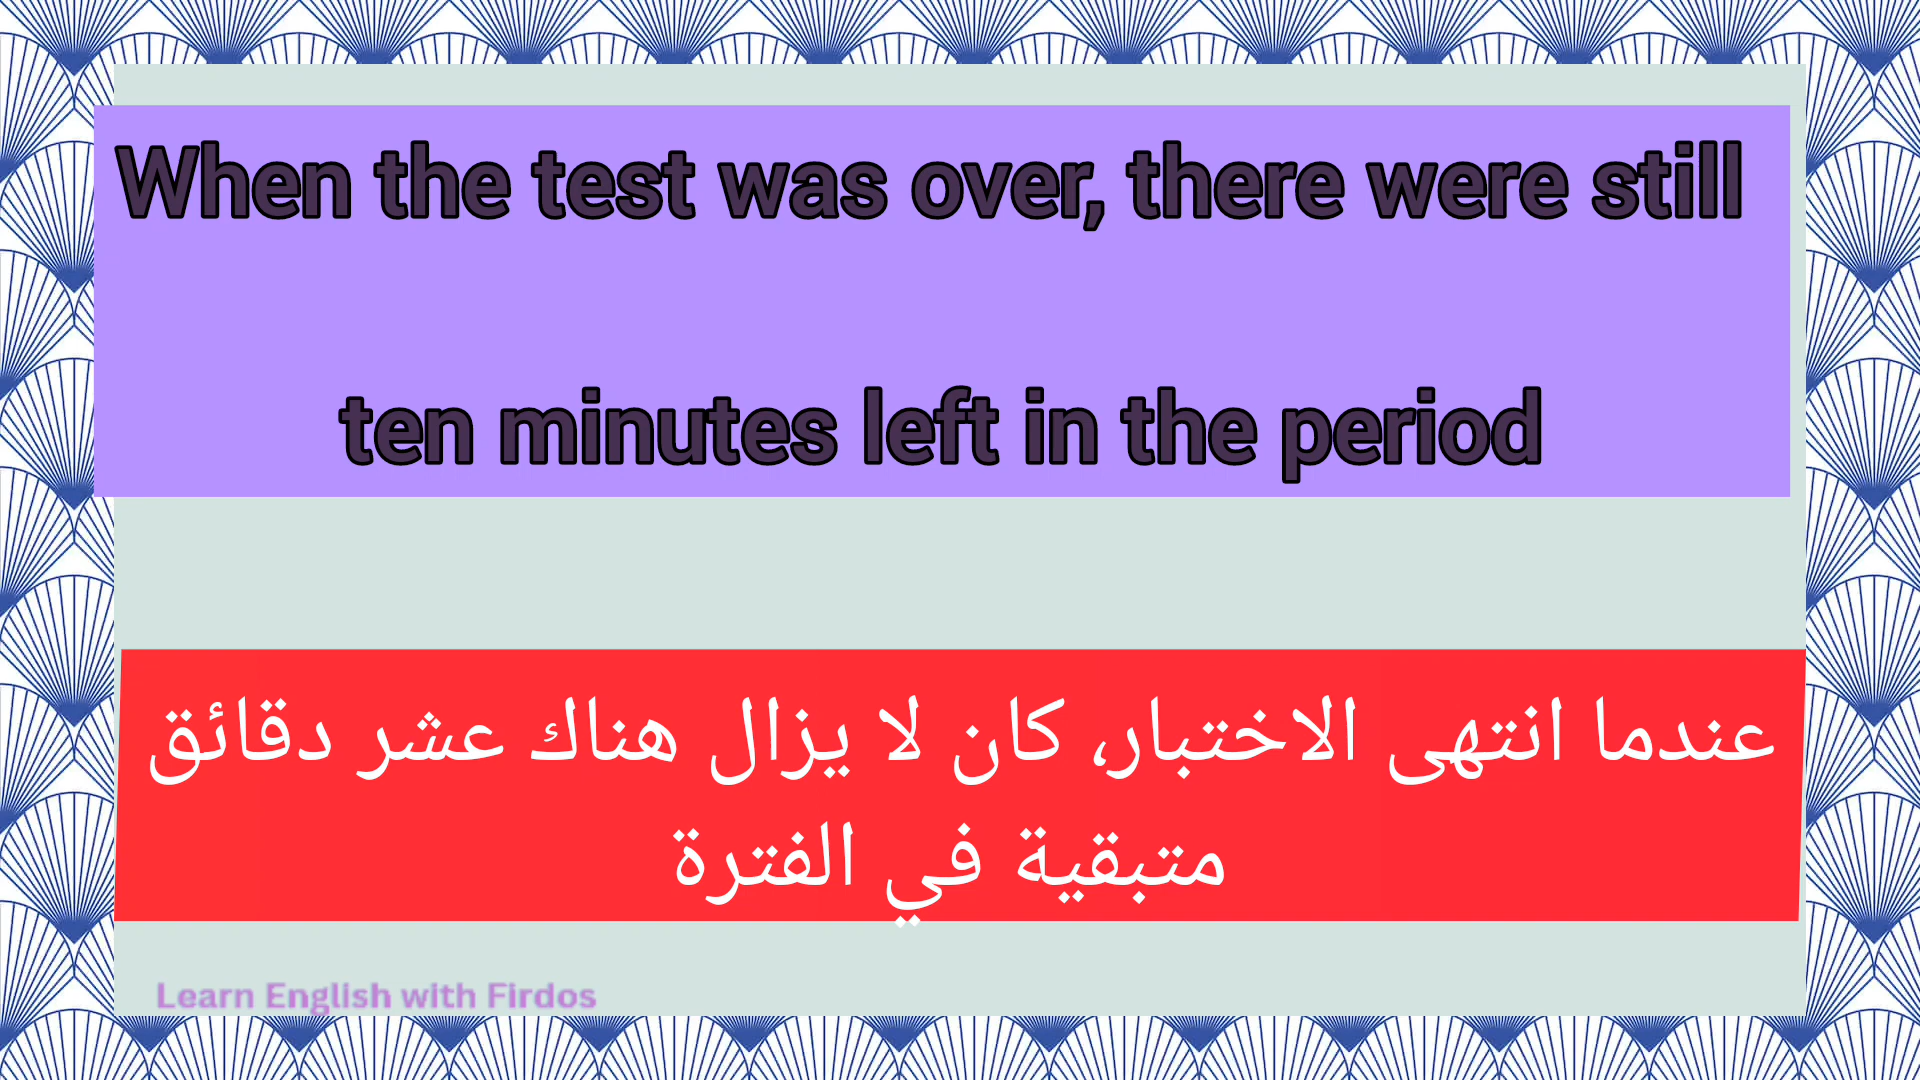 When the test was over, there were still
ten minutes left in the period
عندما انتهى الاختبار، كان لا يزال هناك عشر دقائق
متبقية في الفترة
Learn English with Firdos